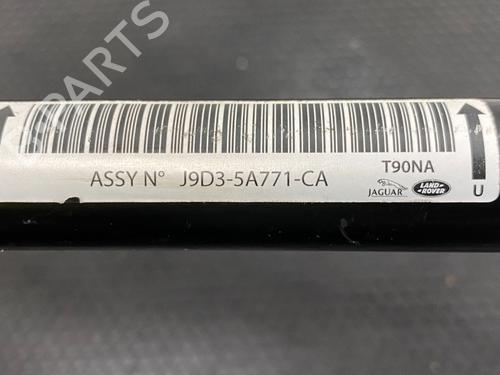 ASSY N° J9D3-5A771-CA
T90NA
JAGUAR
LAND ROVER
U
B-PARTS